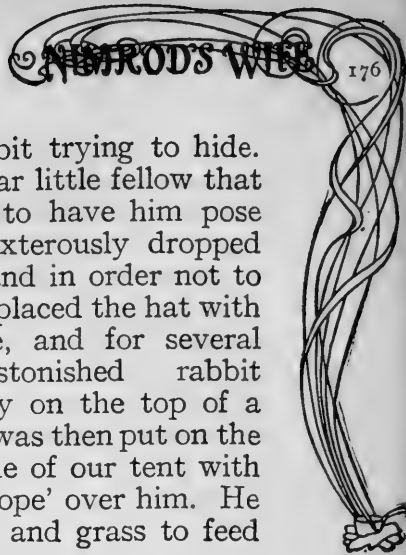 NIMROD'S WIFE
176
bit trying to hide.
ar little fellow that
to have him pose
xterously dropped
nd in order not to
placed the hat with
e, and for several
stonished rabbit
y on the top of a
was then put on the
le of our tent with
ope' over him. He
and grass to feed